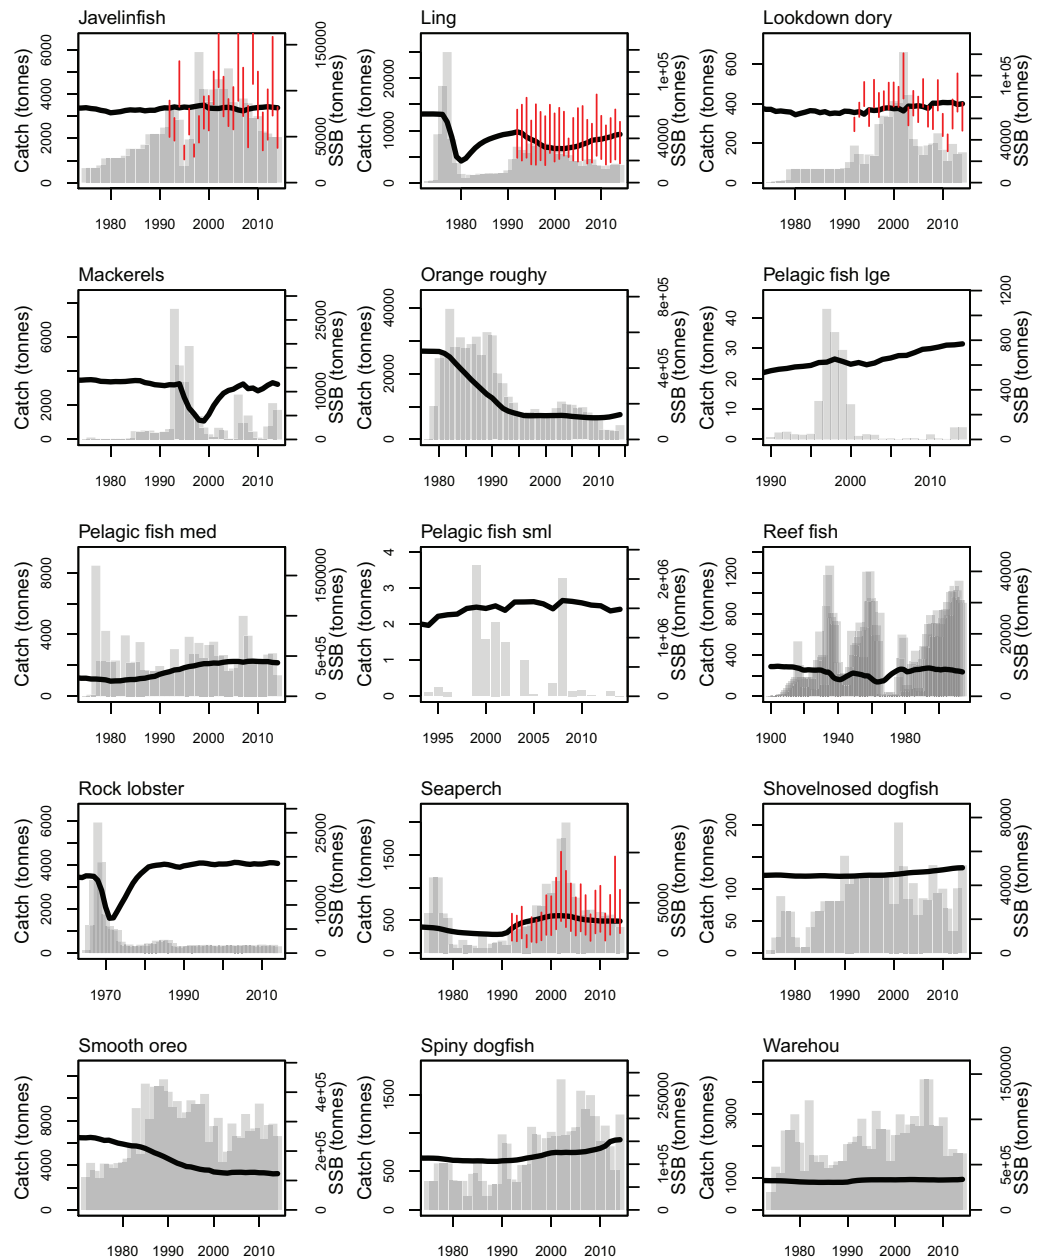 Javelinfish
Catch (tonnes)
0 2000 4000 6000
1980 1990 2000 2010
0 50000 150000
SSB (tonnes)
Ling
Catch (tonnes)
0 10000 20000
1980 1990 2000 2010
0 40000 1e+05
SSB (tonnes)
Lookdown dory
Catch (tonnes)
0 200 400 600
1980 1990 2000 2010
0 40000 1e+05
SSB (tonnes)
Mackerels
Catch (tonnes)
0 2000 6000
1980 1990 2000 2010
0 10000 25000
SSB (tonnes)
Orange roughy
Catch (tonnes)
0 20000 40000
1980 1990 2000 2010
0 4e+05 8e+05
SSB (tonnes)
Pelagic fish lge
Catch (tonnes)
0 10 20 30 40
1990 2000 2010
0 400 800 1200
SSB (tonnes)
Pelagic fish med
Catch (tonnes)
0 4000 8000
1980 1990 2000 2010
0 5e+05 1500000
SSB (tonnes)
Pelagic fish sml
Catch (tonnes)
0 1 2 3 4
1995 2000 2005 2010
0 1e+06 2e+06
SSB (tonnes)
Reef fish
Catch (tonnes)
0 400 800 1200
1900 1940 1980
0 20000 40000
SSB (tonnes)
Rock lobster
Catch (tonnes)
0 2000 4000 6000
1970 1990 2010
0 10000 25000
SSB (tonnes)
Seaperch
Catch (tonnes)
0 500 1500
1980 1990 2000 2010
0 50000
SSB (tonnes)
Shovelnosed dogfish
Catch (tonnes)
0 50 100 200
1980 1990 2000 2010
0 40000 80000
SSB (tonnes)
Smooth oreo
Catch (tonnes)
0 4000 8000
1980 1990 2000 2010
0 2e+05 4e+05
SSB (tonnes)
Spiny dogfish
Catch (tonnes)
0 500 1500
1980 1990 2000 2010
0 1e+05 250000
SSB (tonnes)
Warehou
Catch (tonnes)
0 1000 3000
1980 1990 2000 2010
0 5e+05 1500000
SSB (tonnes)